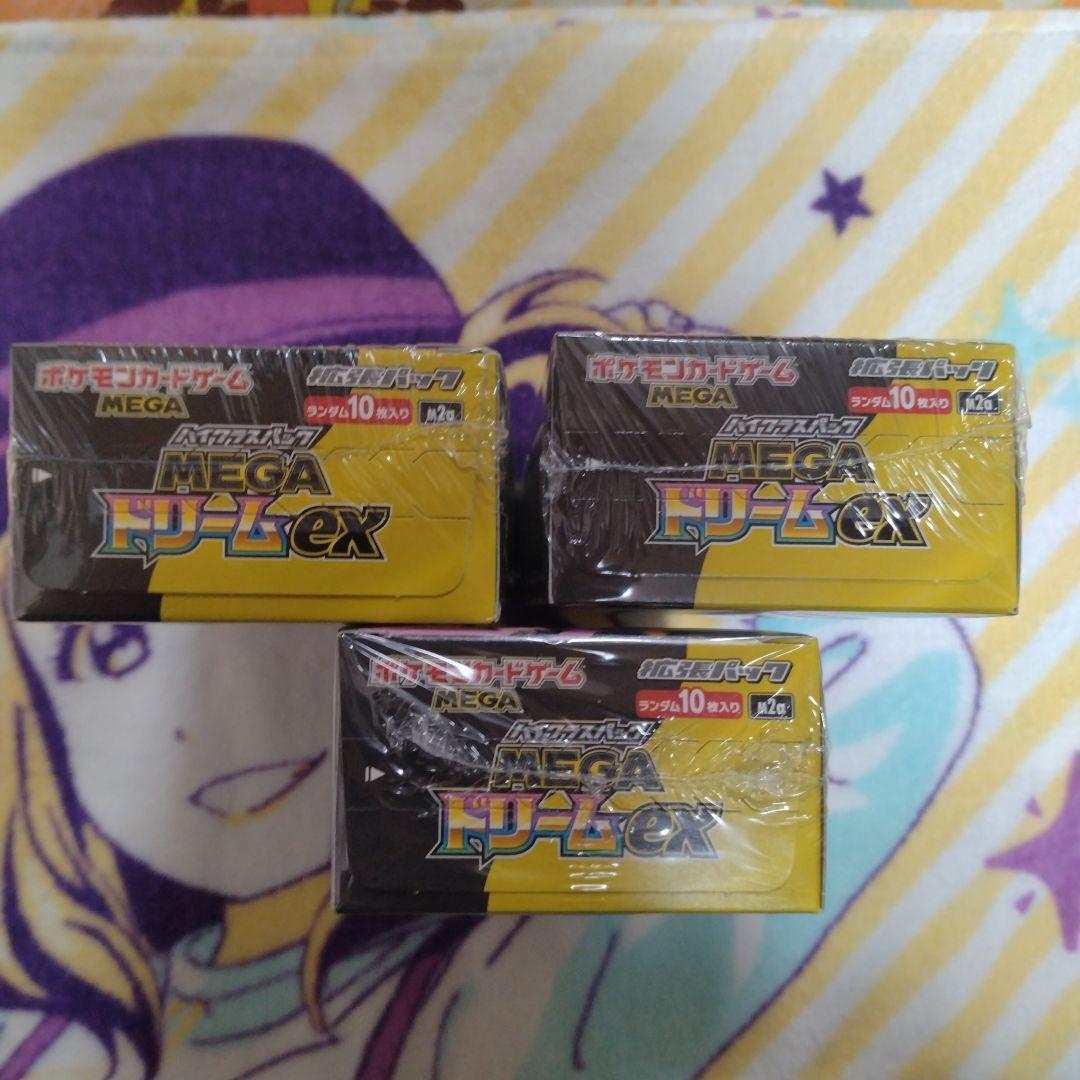 ポケモンカードゲーム
MEGA
拡張パック
ランダム10枚入り M2a
ハイクラスパック
MEGA
ドリームex
ポケモンカードゲーム
MEGA
拡張パック
ランダム10枚入り M2a
ハイクラスパック
MEGA
ドリームex
ポケモンカードゲーム
MEGA
拡張パック
ランダム10枚入り M2a
ハイクラスパック
MEGA
ドリームex